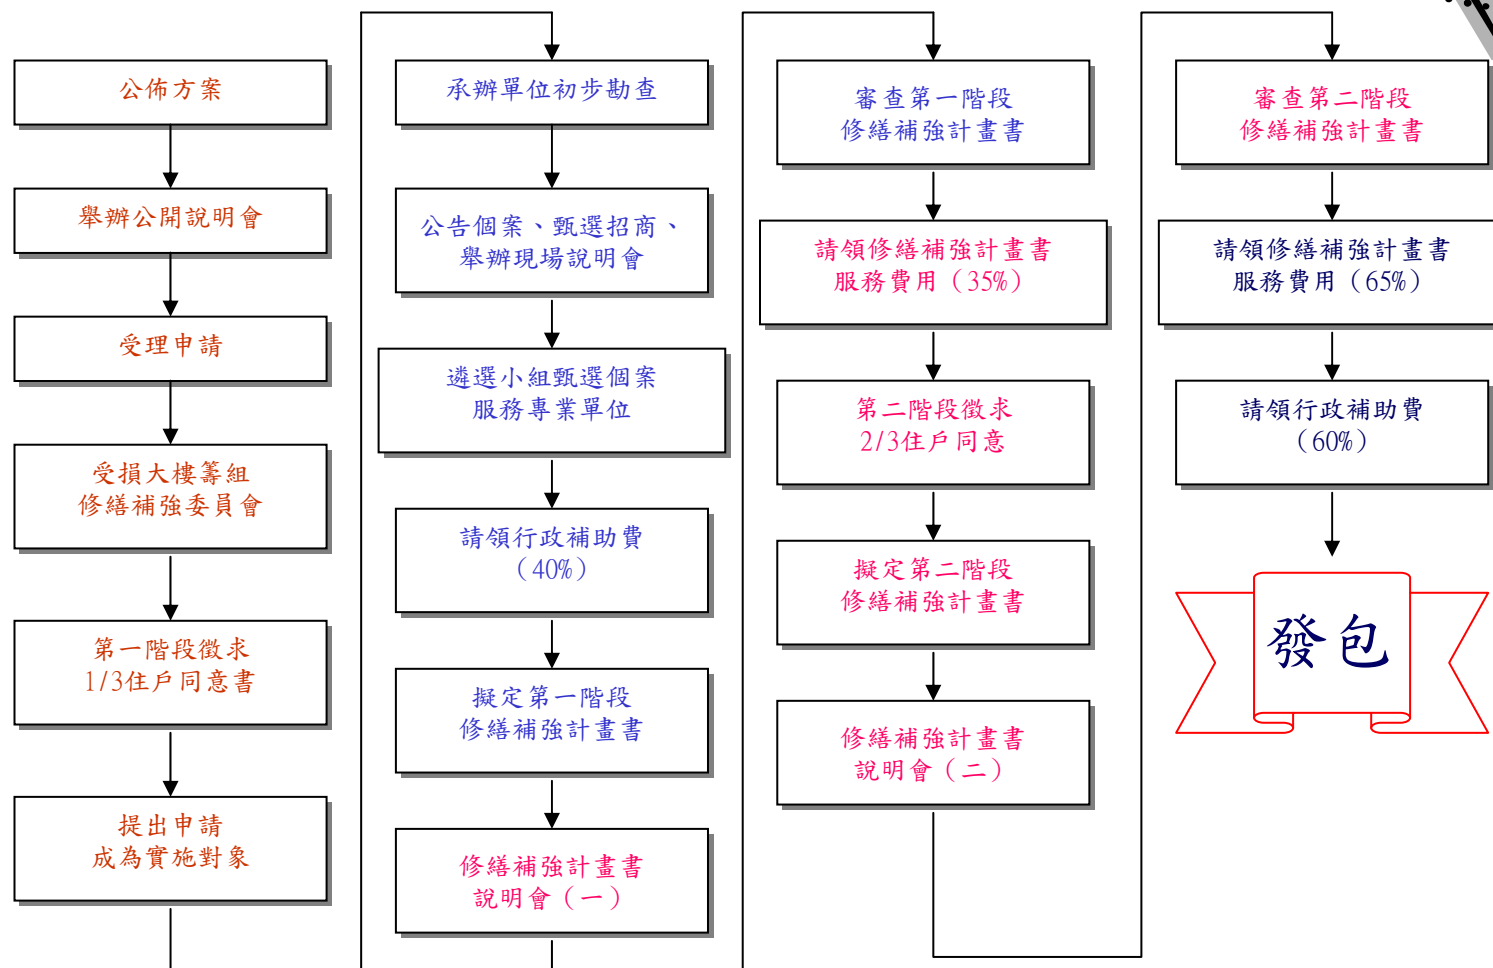 公佈方案
舉辦公開說明會
受理申請
受損大樓籌組
修繕補強委員會
第一階段徵求
1/3住戶同意書
提出申請
成為實施對象
承辦單位初步勘查
公告個案、甄選招商、
舉辦現場說明會
遴選小組甄選個案
服務專業單位
請領行政補助費
（40%）
擬定第一階段
修繕補強計畫書
修繕補強計畫書
說明會（一）
審查第一階段
修繕補強計畫書
請領修繕補強計畫書
服務費用（35%）
第二階段徵求
2/3住戶同意
擬定第二階段
修繕補強計畫書
修繕補強計畫書
說明會（二）
審查第二階段
修繕補強計畫書
請領修繕補強計畫書
服務費用（65%）
請領行政補助費
（60%）
發包